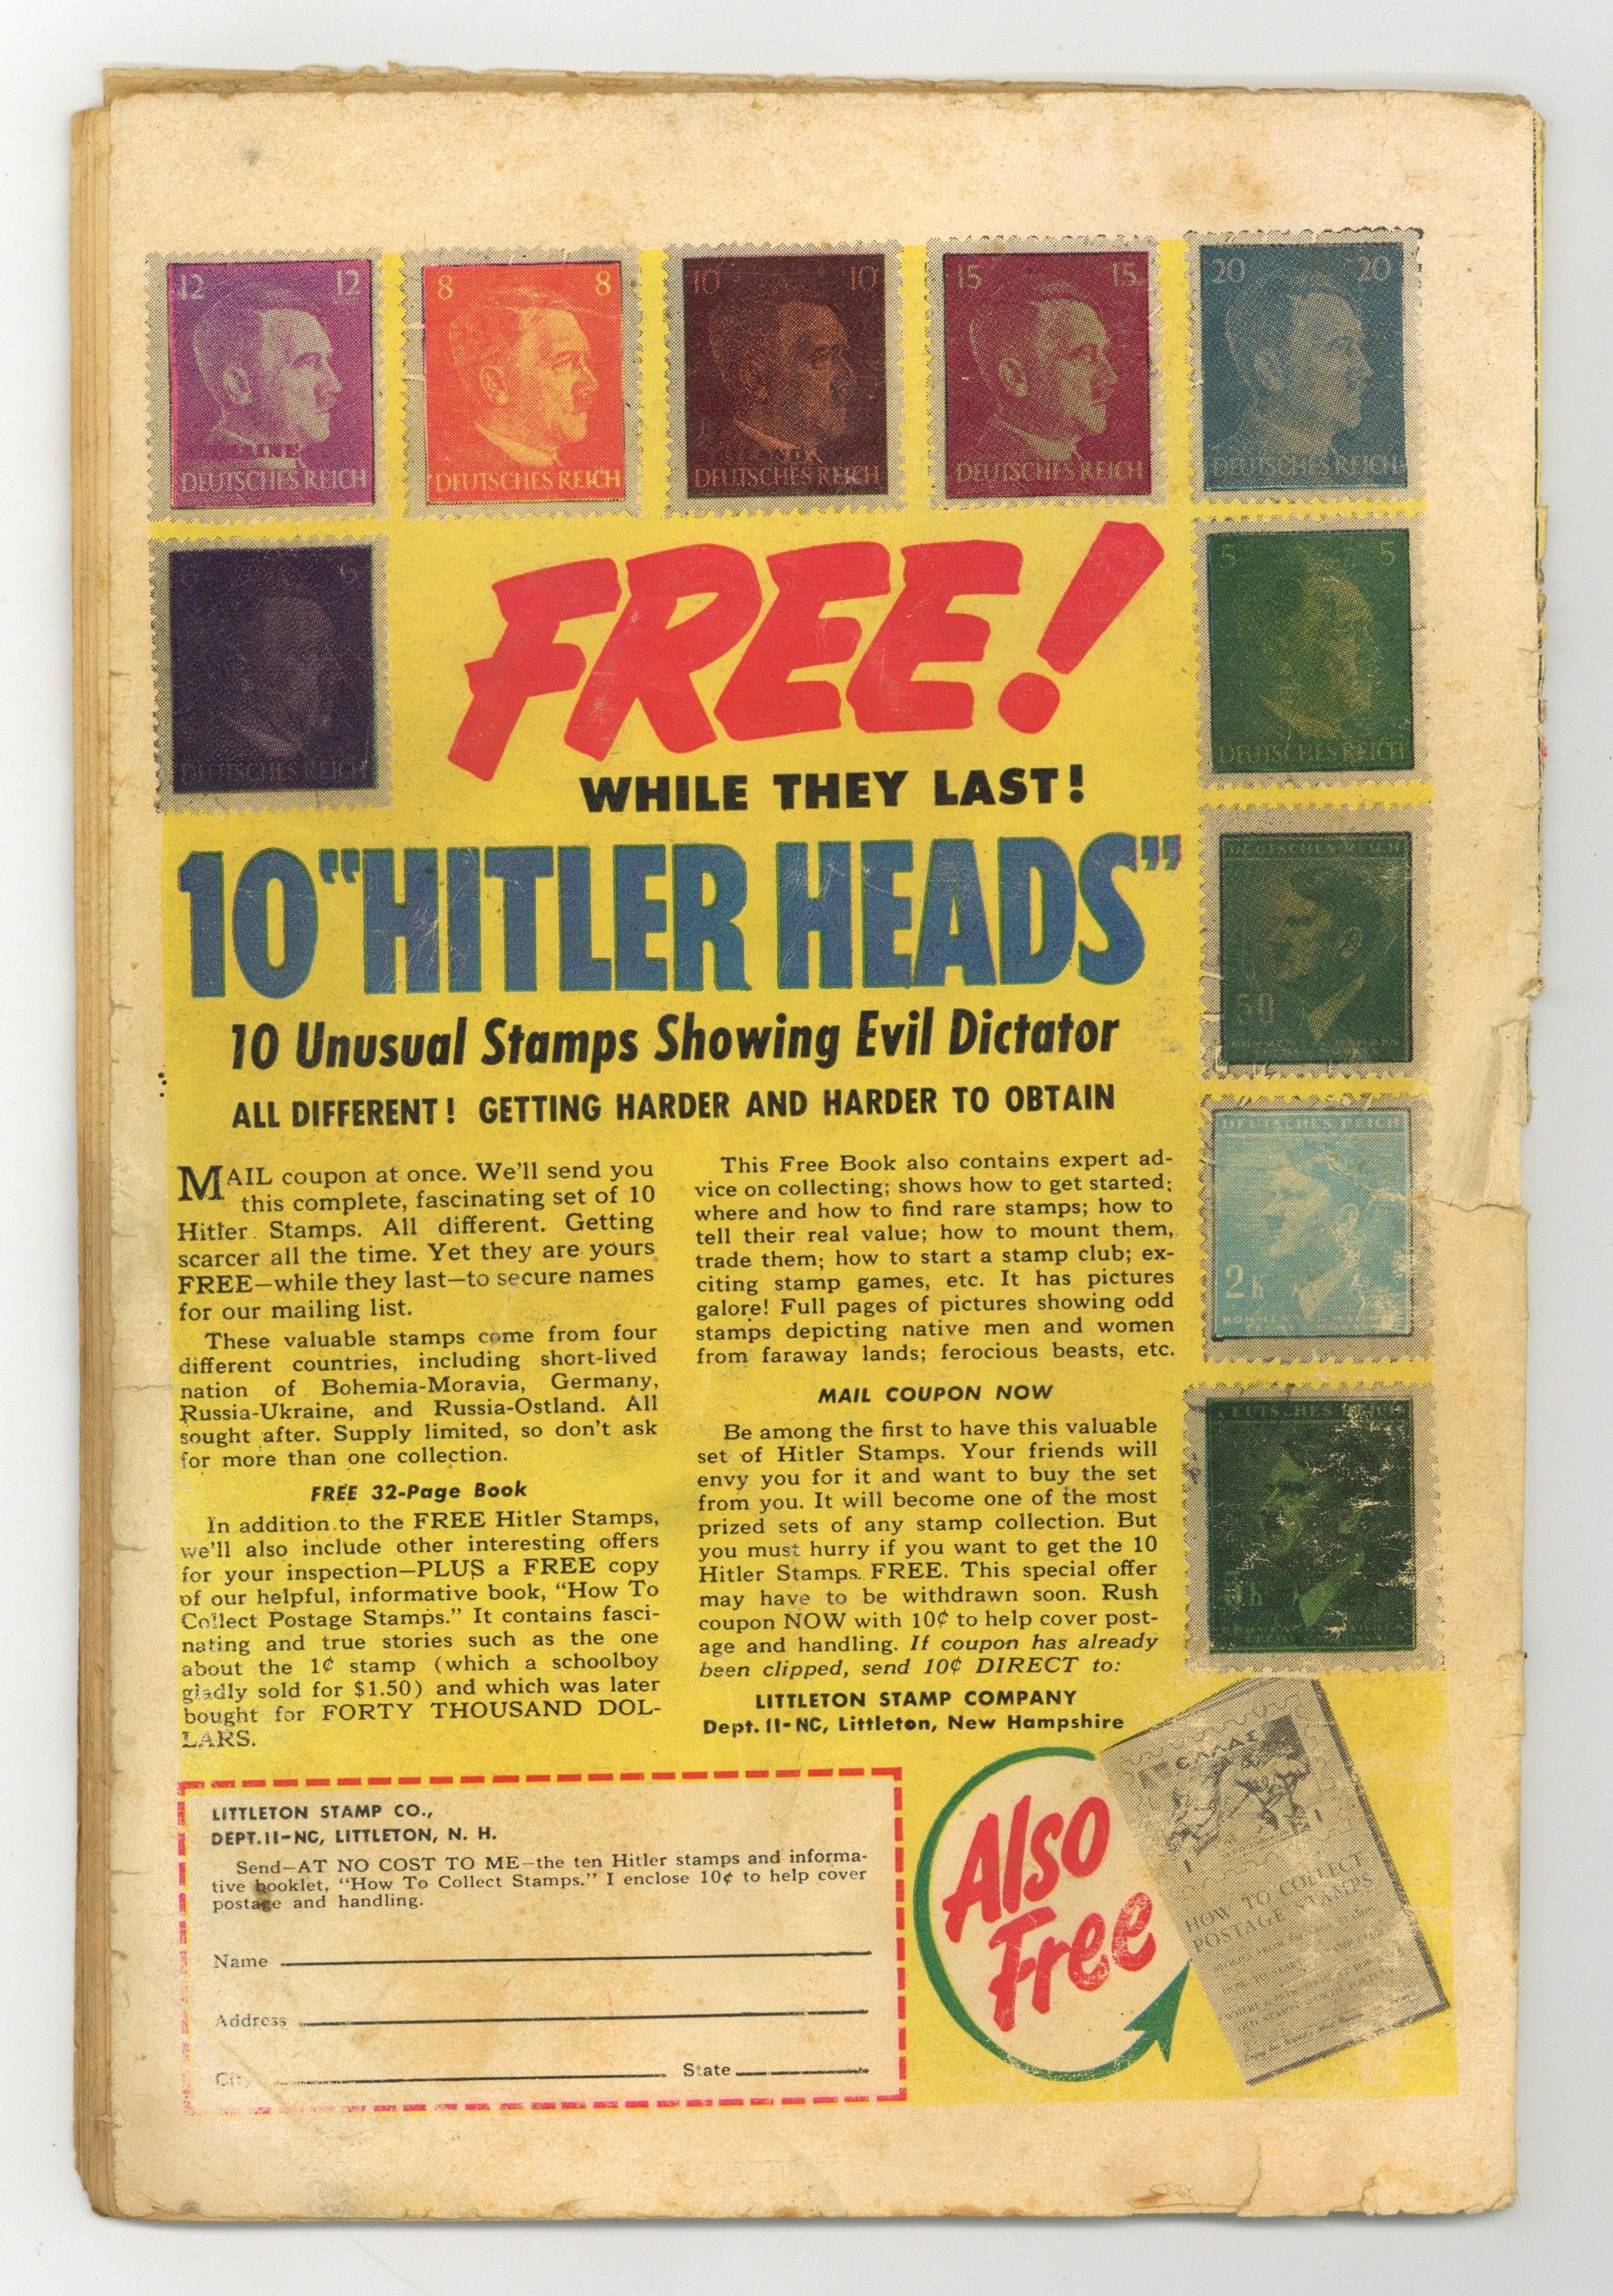 12 12
DEUTSCHES REICH
8 8
DEUTSCHES REICH
10 10
DEUTSCHES REICH
15 15
DEUTSCHES REICH
20 20
DEUTSCHES REICH
6 6
DEUTSCHES REICH
5 5
DEUTSCHES REICH
FREE!
WHILE THEY LAST!
10 "HITLER HEADS"
10 Unusual Stamps Showing Evil Dictator
ALL DIFFERENT! GETTING HARDER AND HARDER TO OBTAIN
DEUTSCHES REICH
50
DEUTSCHES REICH
2h
DEUTSCHES REICH
MAIL coupon at once. We'll send you
this complete, fascinating set of 10
Hitler Stamps. All different. Getting
scarcer all the time. Yet they are yours
FREE—while they last—to secure names
for our mailing list.
These valuable stamps come from four
different countries, including short-lived
nation of Bohemia-Moravia, Germany,
Russia-Ukraine, and Russia-Ostland. All
sought after. Supply limited, so don't ask
for more than one collection.
FREE 32-Page Book
In addition to the FREE Hitler Stamps,
we'll also include other interesting offers
for your inspection—PLUS a FREE copy
of our helpful, informative book, "How To
Collect Postage Stamps." It contains fasci-
nating and true stories such as the one
about the 1¢ stamp (which a schoolboy
gladly sold for $1.50) and which was later
bought for FORTY THOUSAND DOL-
LARS.
This Free Book also contains expert ad-
vice on collecting; shows how to get started;
where and how to find rare stamps; how to
tell their real value; how to mount them,
trade them; how to start a stamp club; ex-
citing stamp games, etc. It has pictures
galore! Full pages of pictures showing odd
stamps depicting native men and women
from faraway lands; ferocious beasts, etc.
MAIL COUPON NOW
Be among the first to have this valuable
set of Hitler Stamps. Your friends will
envy you for it and want to buy the set
from you. It will become one of the most
prized sets of any stamp collection. But
you must hurry if you want to get the 10
Hitler Stamps FREE. This special offer
may have to be withdrawn soon. Rush
coupon NOW with 10¢ to help cover post-
age and handling. If coupon has already
been clipped, send 10¢ DIRECT to:
LITTLETON STAMP COMPANY
Dept. 11-NC, Littleton, New Hampshire
LITTLETON STAMP CO.,
DEPT. 11-NC, LITTLETON, N. H.
Send—AT NO COST TO ME—the ten Hitler stamps and informa-
tive booklet, "How To Collect Stamps." I enclose 10¢ to help cover
postage and handling.
Name
Address
City State
Also
Free
ΕΛΛΑΣ
HOW TO COLLECT
POSTAGE STAMPS